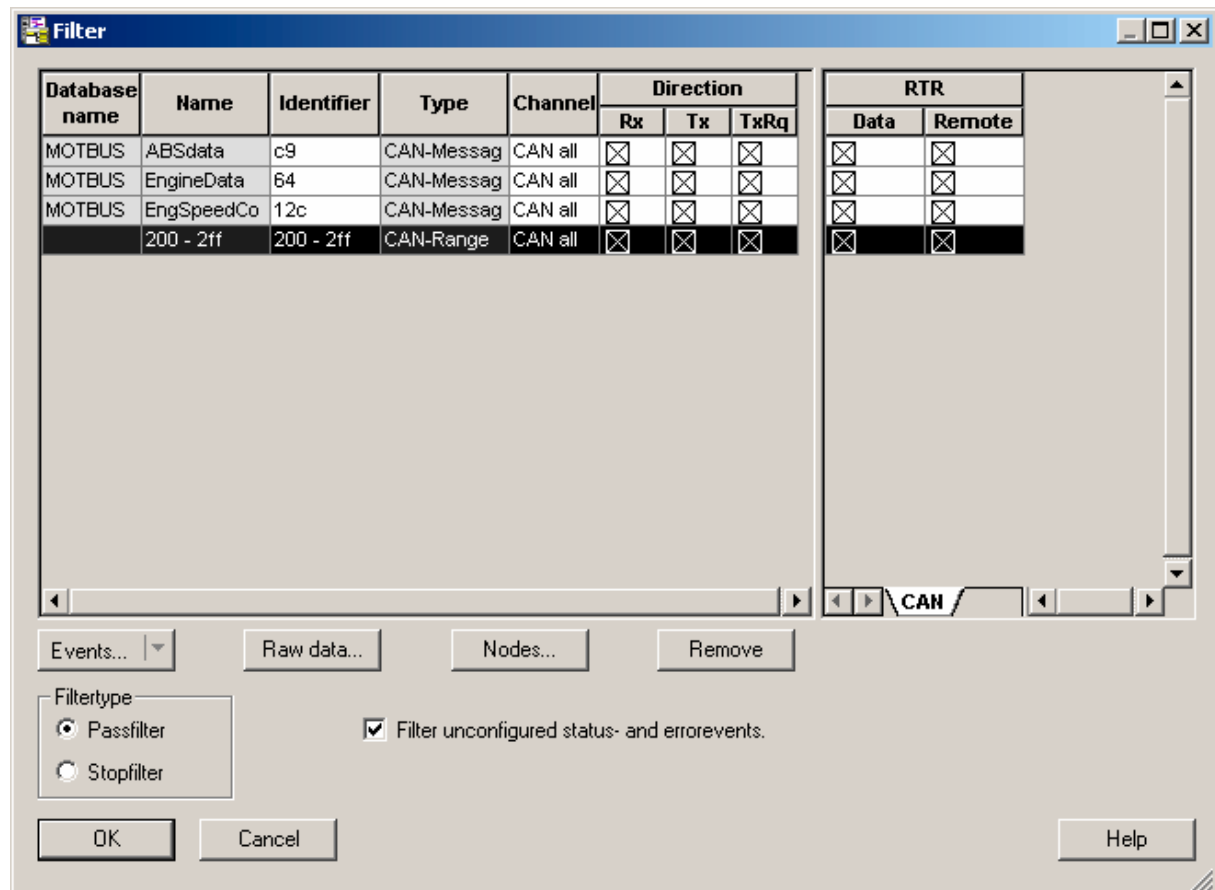 Filter
Database name Name Identifier Type Channel Direction RTR
Rx Tx TxRq Data Remote
MOTBUS ABSdata c9 CAN-Messag CAN all
MOTBUS EngineData 64 CAN-Messag CAN all
MOTBUS EngSpeedCo 12c CAN-Messag CAN all
200 - 2ff 200 - 2ff CAN-Range CAN all
CAN
Events... Raw data... Nodes... Remove
Filtertype
Passfilter Filter unconfigured status- and errorevents.
Stopfilter
OK Cancel Help